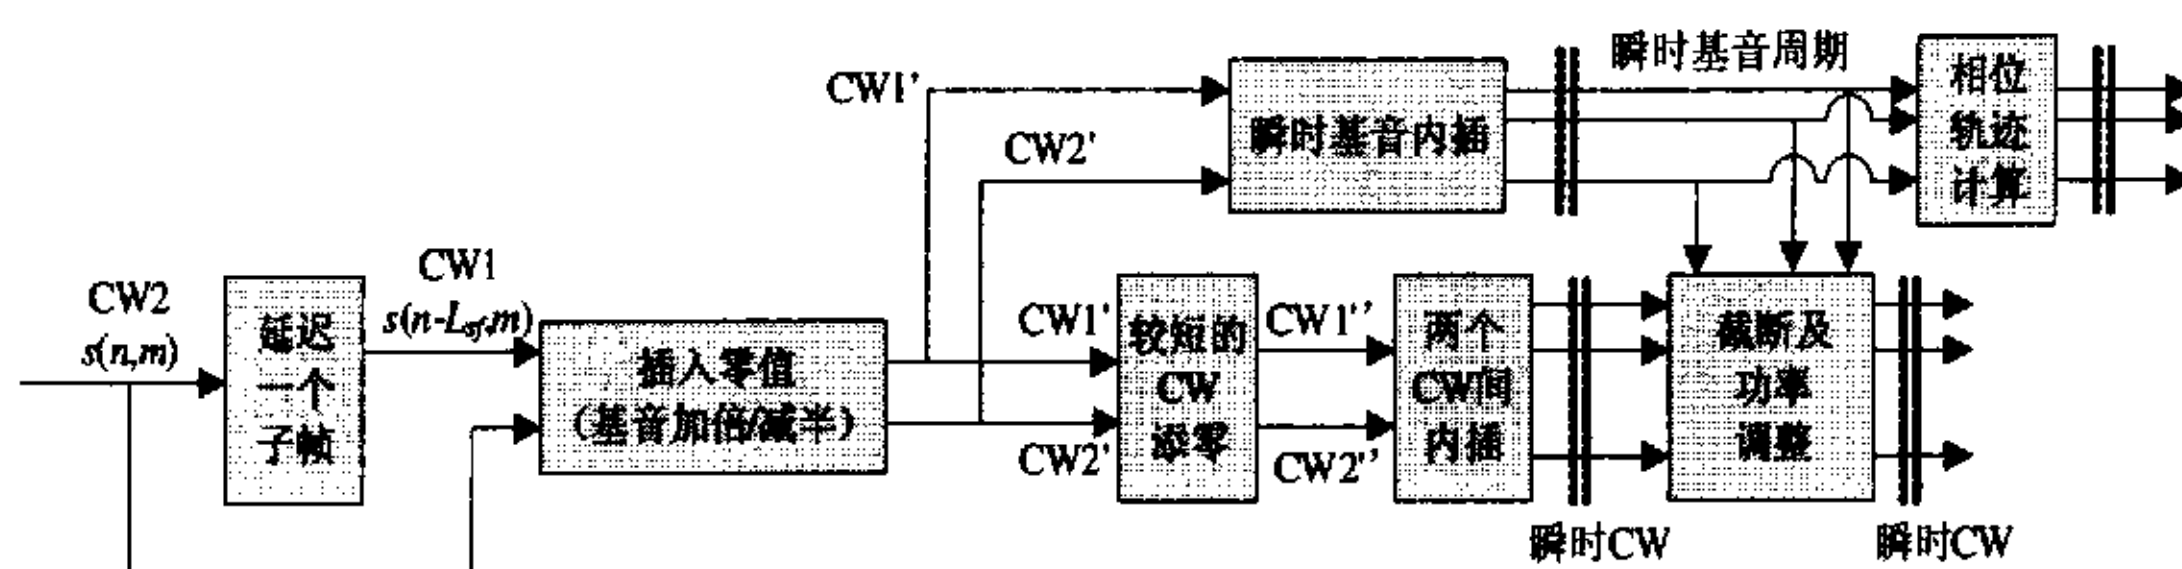 CW2
s(n,m)
延迟
一个
子帧
CW1
s(n-Lsf,m)
插入零值
(基音加倍/减半)
CW1'
CW2'
瞬时基音内插
瞬时基音周期
相位
轨迹
计算
CW1'
CW2'
较短的
CW
添零
CW1''
CW2''
两个
CW间
内插
瞬时CW
截断及
功率
调整
瞬时CW